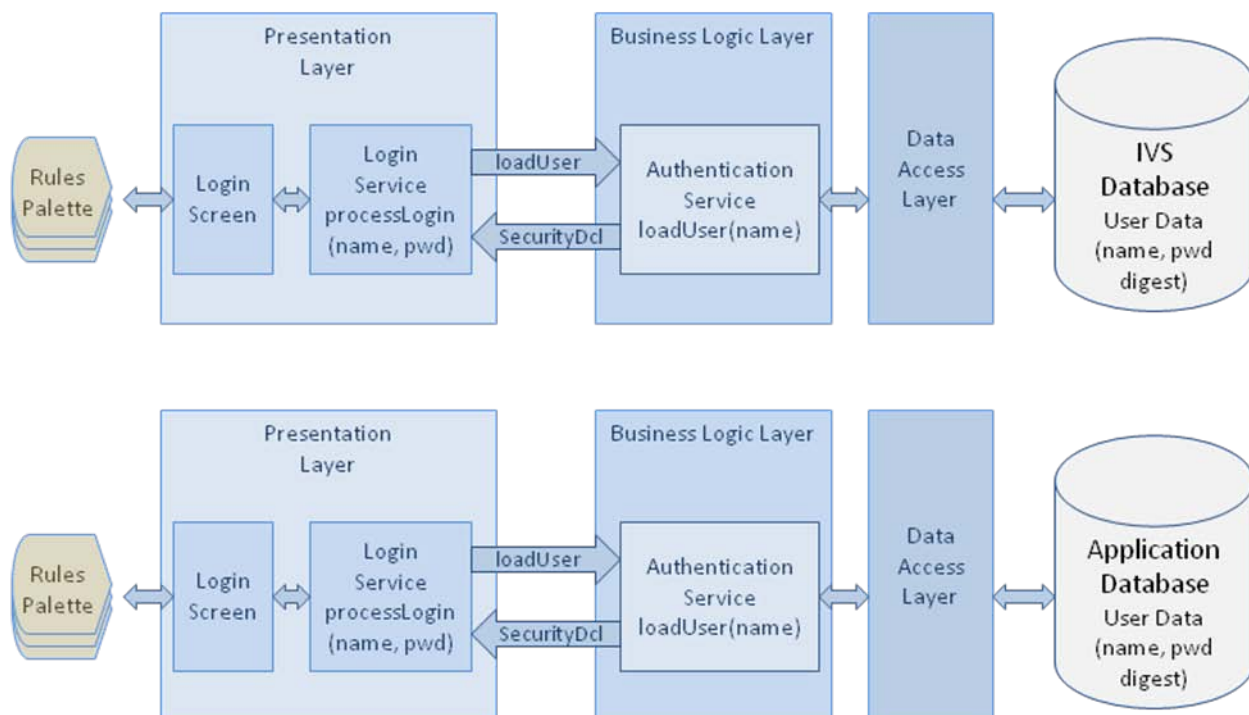 Presentation
Layer
Business Logic Layer
Rules
Palette
Login
Screen
Login
Service
processLogin
(name, pwd)
loadUser
SecurityDcl
Authentication
Service
loadUser(name)
Data
Access
Layer
IVS
Database
User Data
(name, pwd
digest)
Presentation
Layer
Business Logic Layer
Rules
Palette
Login
Screen
Login
Service
processLogin
(name, pwd)
loadUser
SecurityDcl
Authentication
Service
loadUser(name)
Data
Access
Layer
Application
Database
User Data
(name, pwd
digest)